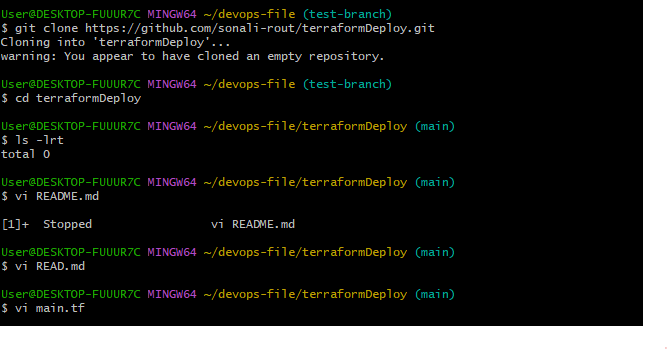 User@DESKTOP-FUUUR7C MINGW64 ~/devops-file (test-branch)
$ git clone https://github.com/sonali-rout/terraformDeploy.git
Cloning into 'terraformDeploy'...
warning: You appear to have cloned an empty repository.
User@DESKTOP-FUUUR7C MINGW64 ~/devops-file (test-branch)
$ cd terraformDeploy
User@DESKTOP-FUUUR7C MINGW64 ~/devops-file/terraformDeploy (main)
$ ls -lrt
total 0
User@DESKTOP-FUUUR7C MINGW64 ~/devops-file/terraformDeploy (main)
$ vi README.md
[1]+  Stopped                 vi README.md
User@DESKTOP-FUUUR7C MINGW64 ~/devops-file/terraformDeploy (main)
$ vi READ.md
User@DESKTOP-FUUUR7C MINGW64 ~/devops-file/terraformDeploy (main)
$ vi main.tf